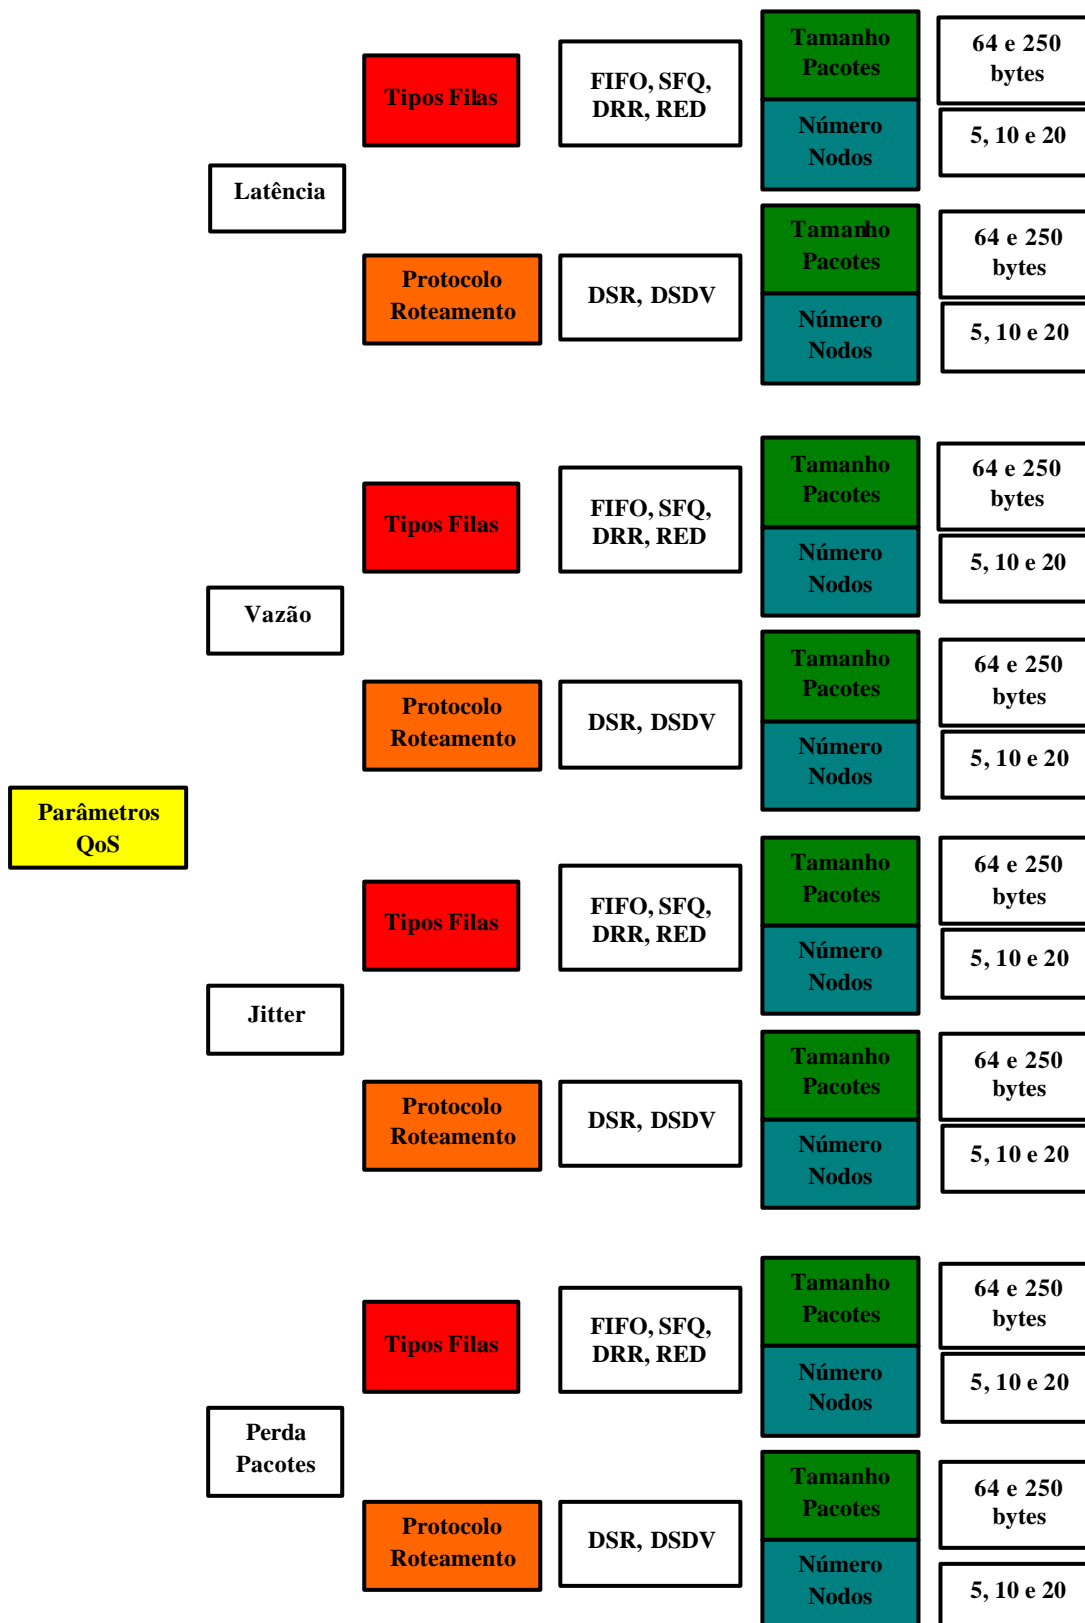 Tamanho
Pacotes
64 e 250
bytes
Tipos Filas
FIFO, SFQ,
DRR, RED
Número
Nodos
5, 10 e 20
Latência
Tamanho
Pacotes
64 e 250
bytes
Protocolo
Roteamento
DSR, DSDV
Número
Nodos
5, 10 e 20
Tamanho
Pacotes
64 e 250
bytes
Tipos Filas
FIFO, SFQ,
DRR, RED
Número
Nodos
5, 10 e 20
Vazão
Tamanho
Pacotes
64 e 250
bytes
Protocolo
Roteamento
DSR, DSDV
Número
Nodos
5, 10 e 20
Parâmetros
QoS
Tamanho
Pacotes
64 e 250
bytes
Tipos Filas
FIFO, SFQ,
DRR, RED
Número
Nodos
5, 10 e 20
Jitter
Tamanho
Pacotes
64 e 250
bytes
Protocolo
Roteamento
DSR, DSDV
Número
Nodos
5, 10 e 20
Tamanho
Pacotes
64 e 250
bytes
Tipos Filas
FIFO, SFQ,
DRR, RED
Número
Nodos
5, 10 e 20
Perda
Pacotes
Tamanho
Pacotes
64 e 250
bytes
Protocolo
Roteamento
DSR, DSDV
Número
Nodos
5, 10 e 20